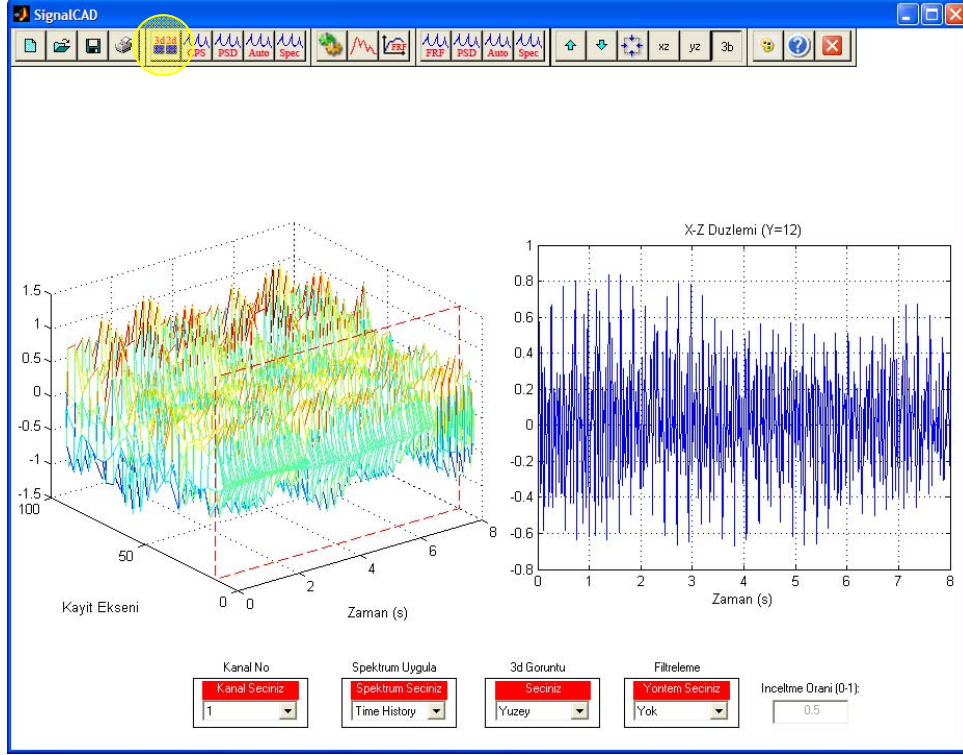 SignalCAD
3d 2d
CPS
PSD
Auto
Spec
FRF
FRF
PSD
Auto
Spec
xz
yz
3b
?
1.5
1
0.5
0
-0.5
-1
-1.5
100
50
0
0
2
4
6
8
Kayit Ekseni
Zaman (s)
X-Z Duzlemi (Y=12)
1
0.8
0.6
0.4
0.2
0
-0.2
-0.4
-0.6
-0.8
0 1 2 3 4 5 6 7 8
Zaman (s)
Kanal No
Kanal Seciniz
1
Spektrum Uygula
Spektrum Seciniz
Time History
3d Goruntu
Seciniz
Yuzey
Filtreleme
Yontem Seciniz
Yok
Inceltme Orani (0-1):
0.5